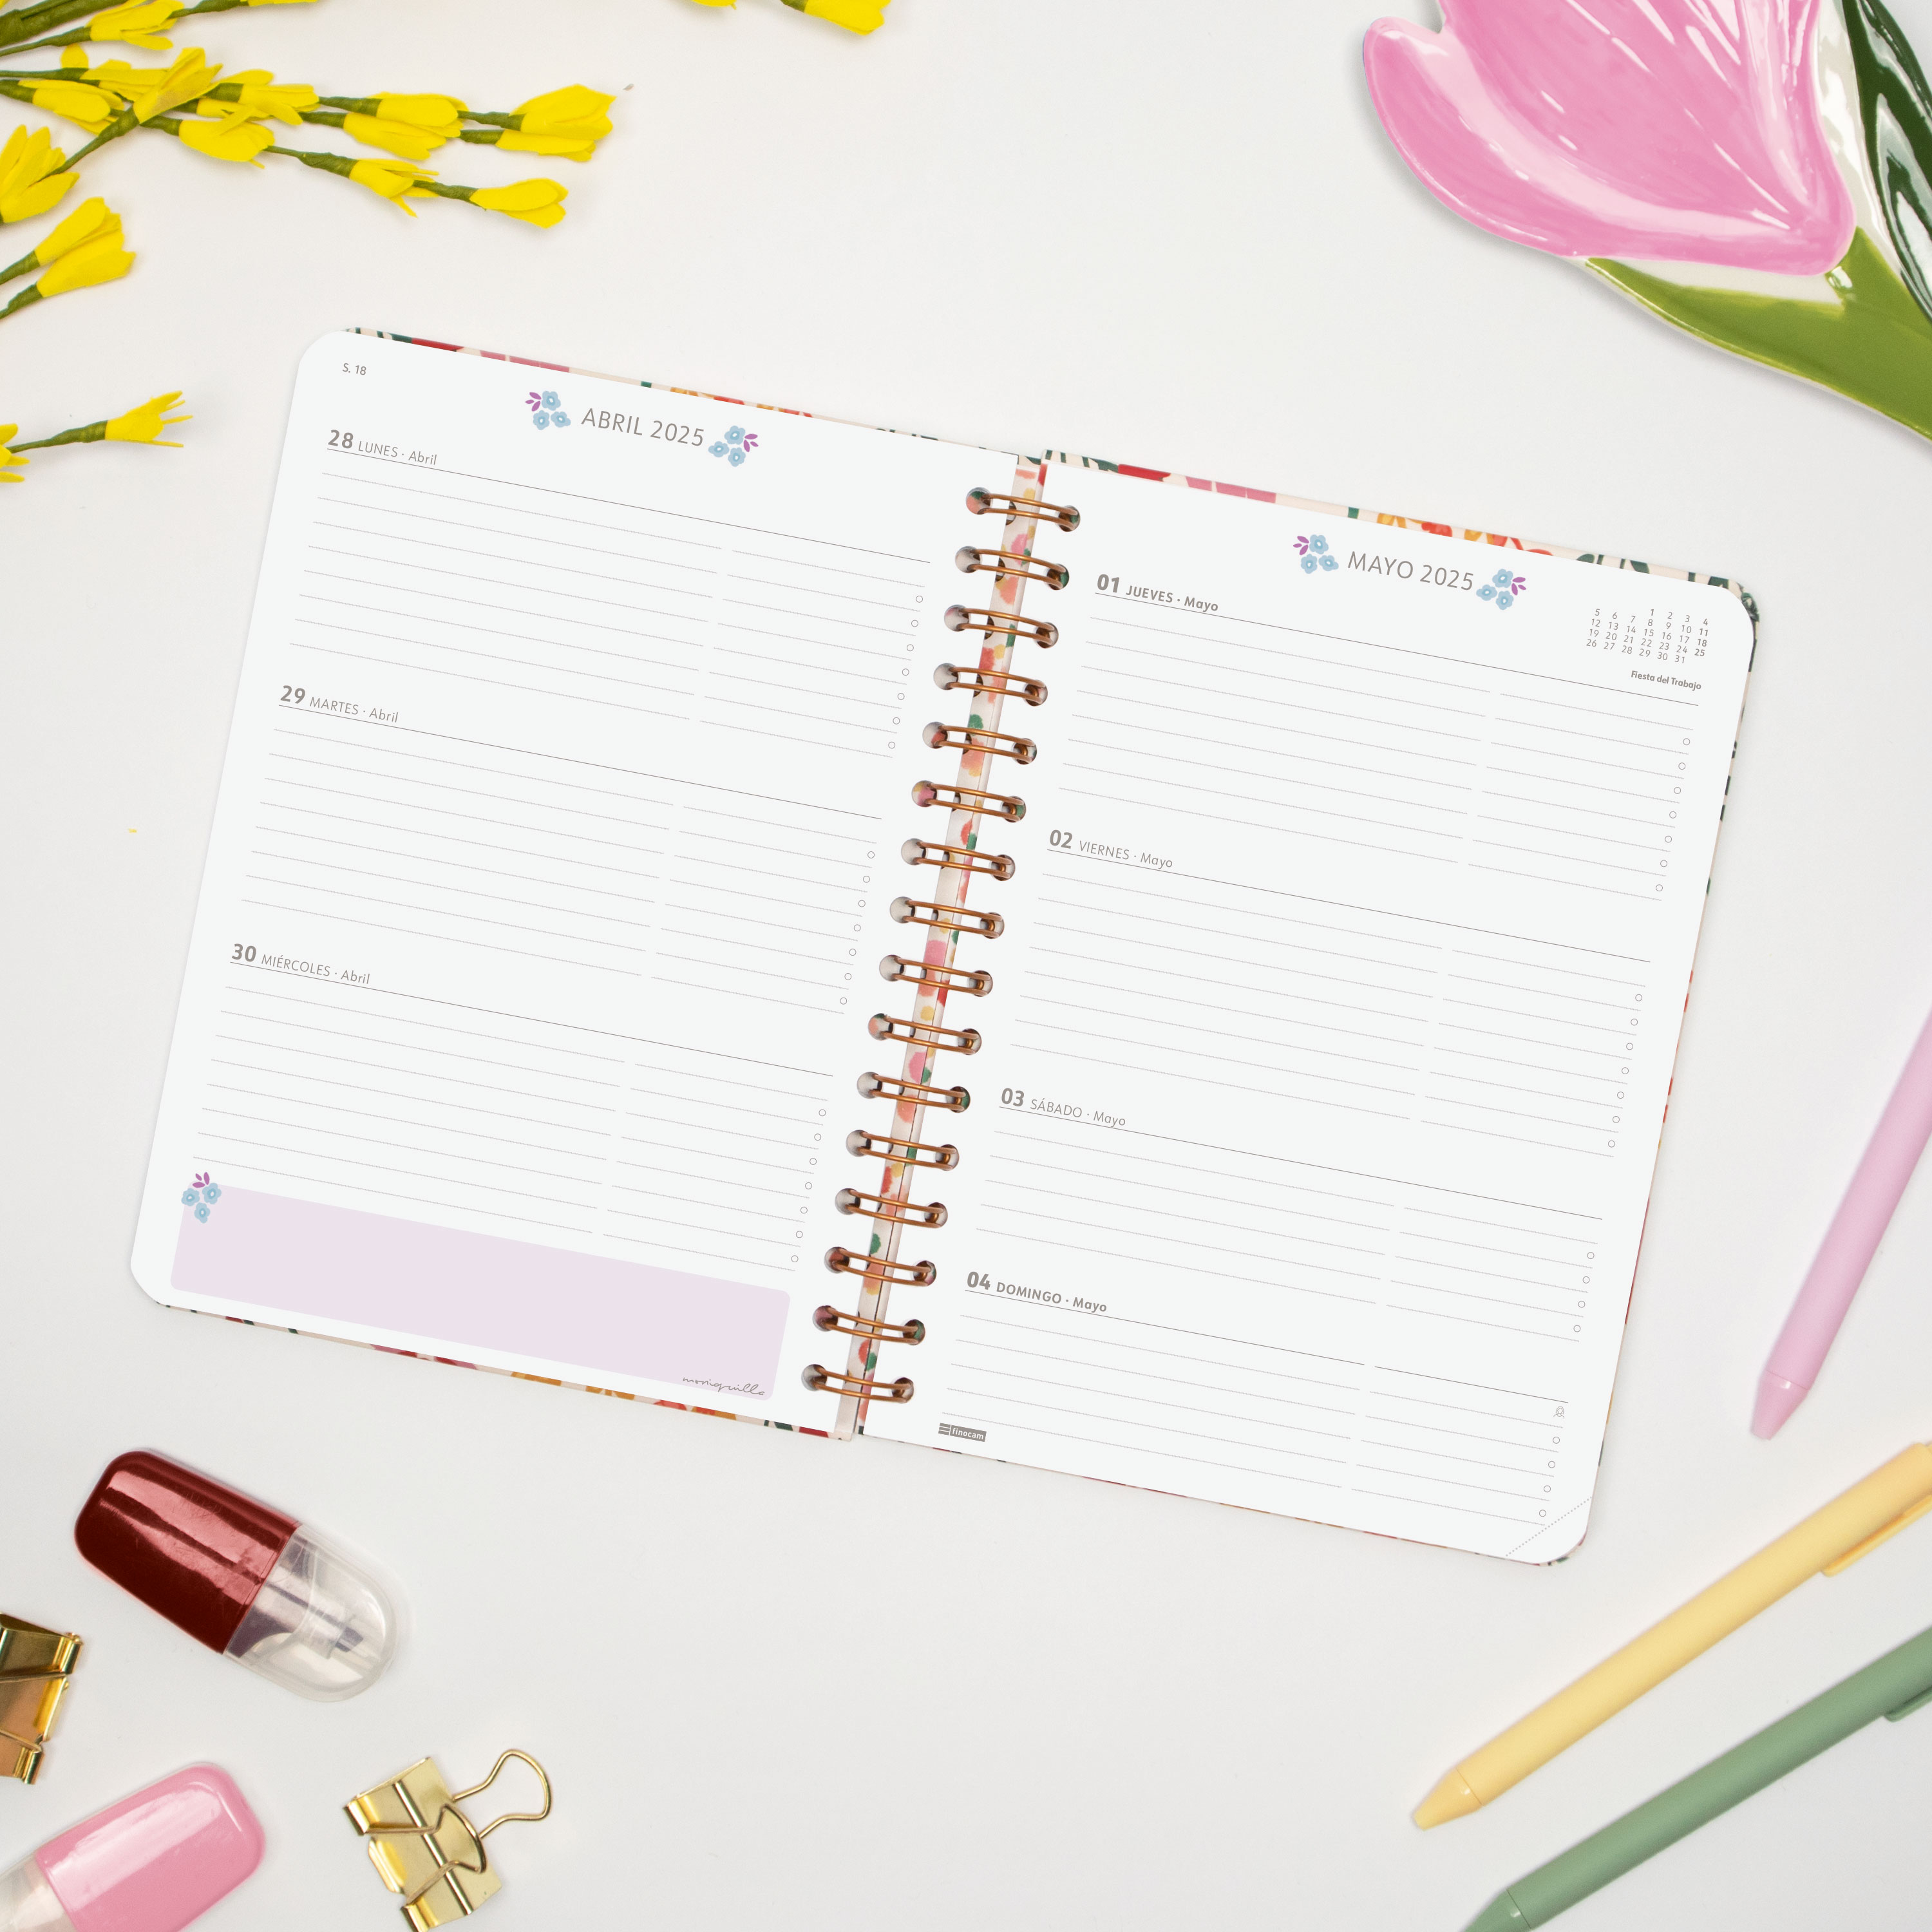 S. 18
ABRIL 2025
28 LUNES · Abril
29 MARTES · Abril
30 MIÉRCOLES · Abril
moniquilla
MAYO 2025
01 JUEVES · Mayo
1 2 3 4
5 6 7 8 9 10 11
12 13 14 15 16 17 18
19 20 21 22 23 24 25
26 27 28 29 30 31
Fiesta del Trabajo
02 VIERNES · Mayo
03 SÁBADO · Mayo
04 DOMINGO · Mayo
finocam